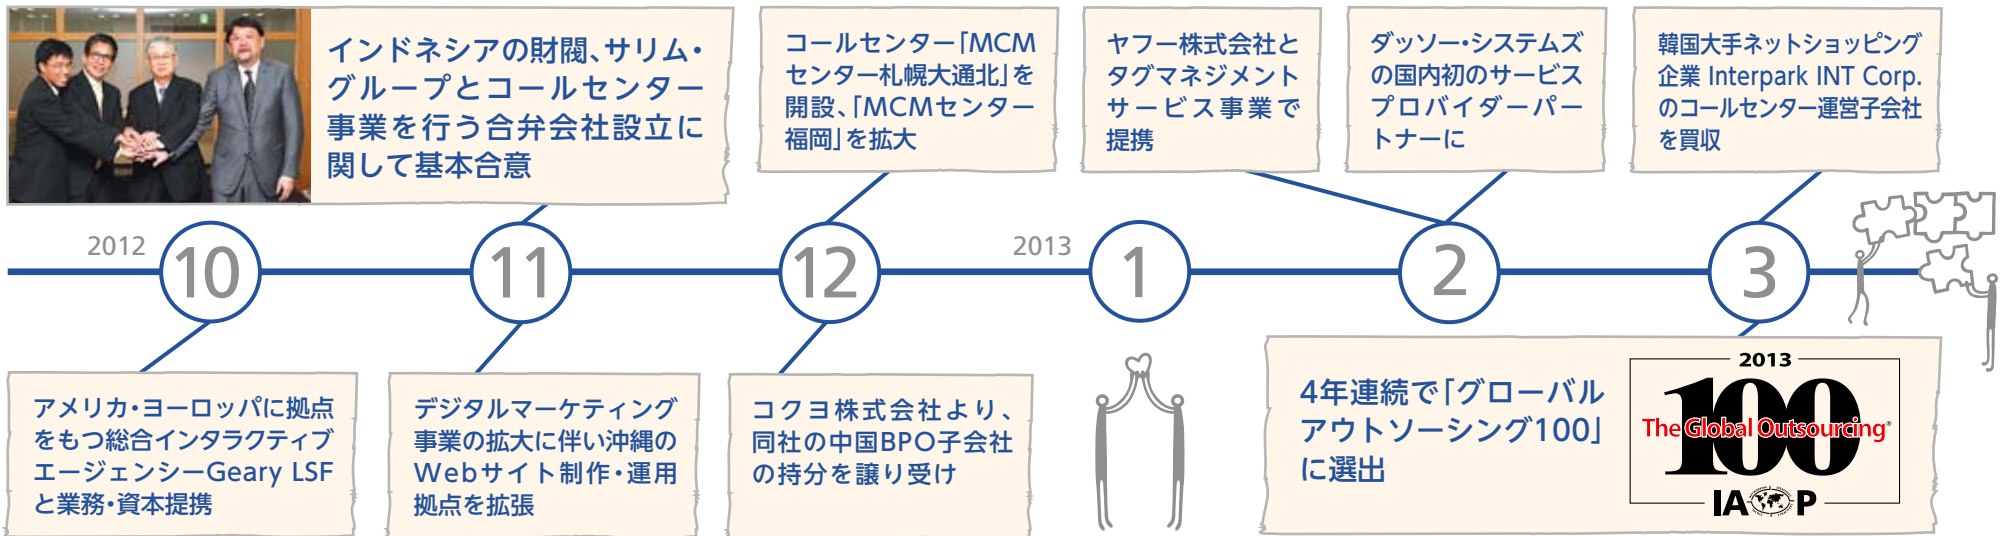 インドネシアの財閥、サリム・
グループとコールセンター
事業を行う合弁会社設立に
関して基本合意
コールセンター「MCM
センター札幌大通北」を
開設、「MCMセンター
福岡」を拡大
ヤフー株式会社と
タグマネジメント
サービス事業で
提携
ダッソー・システムズ
の国内初のサービス
プロバイダーパー
トナーに
韓国大手ネットショッピング
企業 Interpark INT Corp.
のコールセンター運営子会社
を買収
2012
10
11
12
2013
1
2
3
アメリカ・ヨーロッパに拠点
をもつ総合インタラクティブ
エージェンシーGeary LSF
と業務・資本提携
デジタルマーケティング
事業の拡大に伴い沖縄の
Webサイト制作・運用
拠点を拡張
コクヨ株式会社より、
同社の中国BPO子会社
の持分を譲り受け
4年連続で「グローバル
アウトソーシング100」
に選出
2013
100
The Global Outsourcing®
IAOP